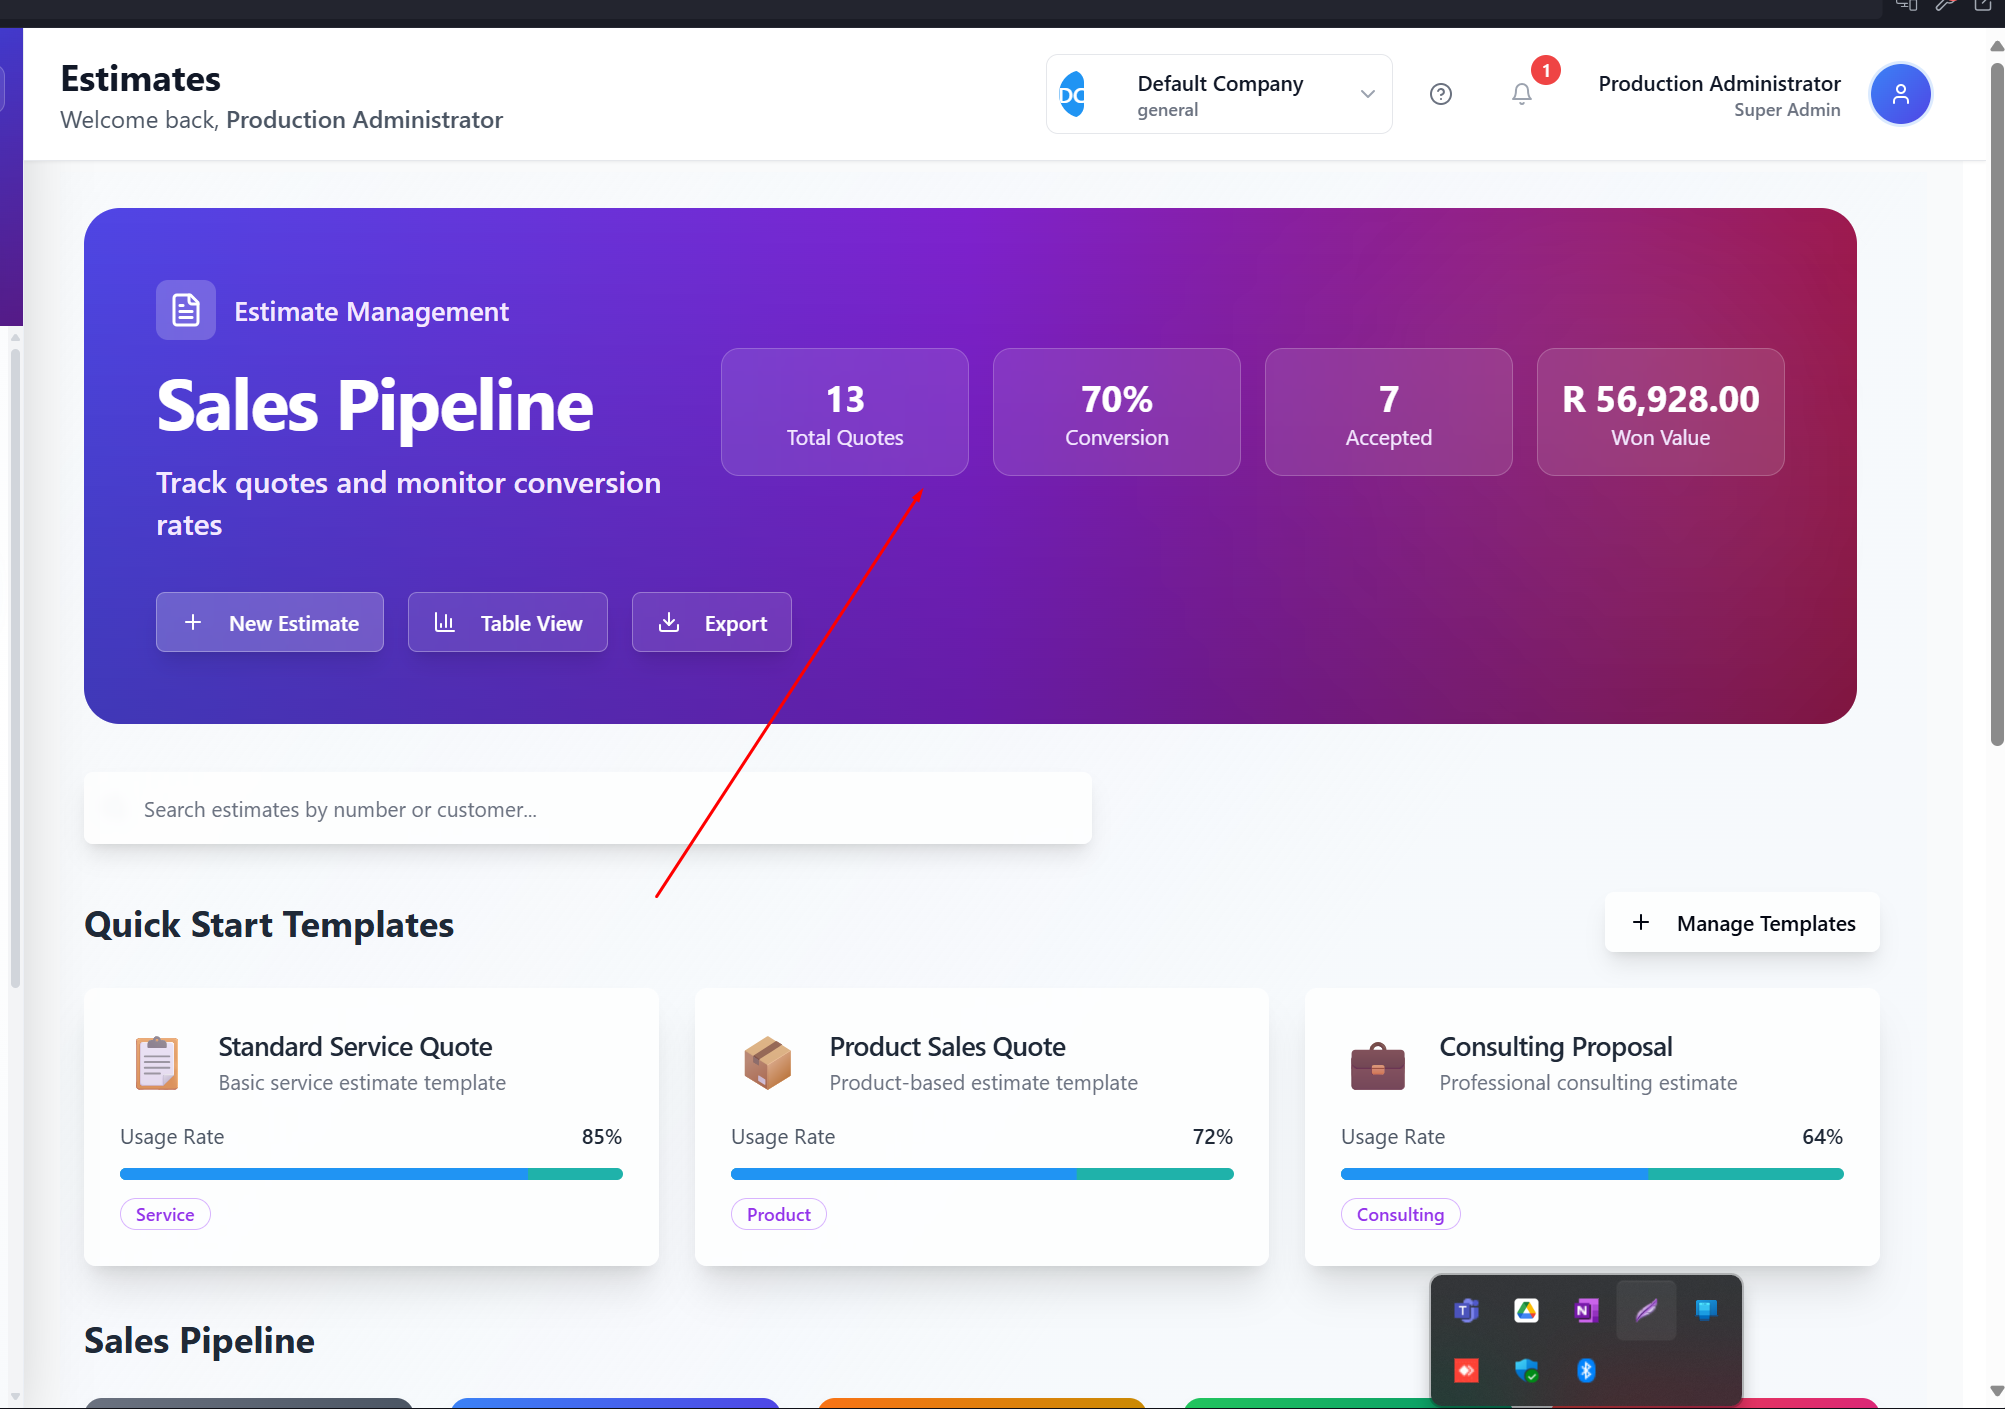 Estimates
Welcome back, Production Administrator
DC
Default Company
general
1
Production Administrator
Super Admin
Estimate Management
Sales Pipeline
Track quotes and monitor conversion
rates
13
Total Quotes
70%
Conversion
7
Accepted
R 56,928.00
Won Value
New Estimate
Table View
Export
Search estimates by number or customer...
Quick Start Templates
Manage Templates
Standard Service Quote
Basic service estimate template
Usage Rate
85%
Service
Product Sales Quote
Product-based estimate template
Usage Rate
72%
Product
Consulting Proposal
Professional consulting estimate
Usage Rate
64%
Consulting
Sales Pipeline
T
N